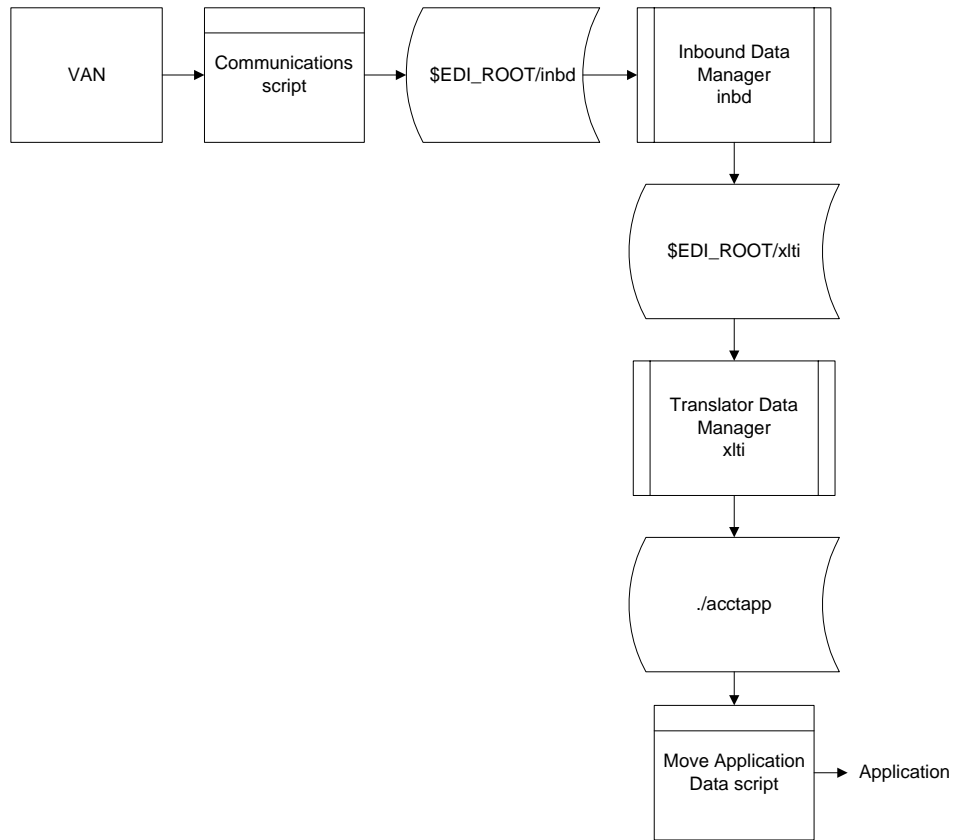 VAN
Communications
script
$EDI_ROOT/inbd
Inbound Data
Manager
inbd
$EDI_ROOT/xlti
Translator Data
Manager
xlti
./acctapp
Move Application
Data script
Application